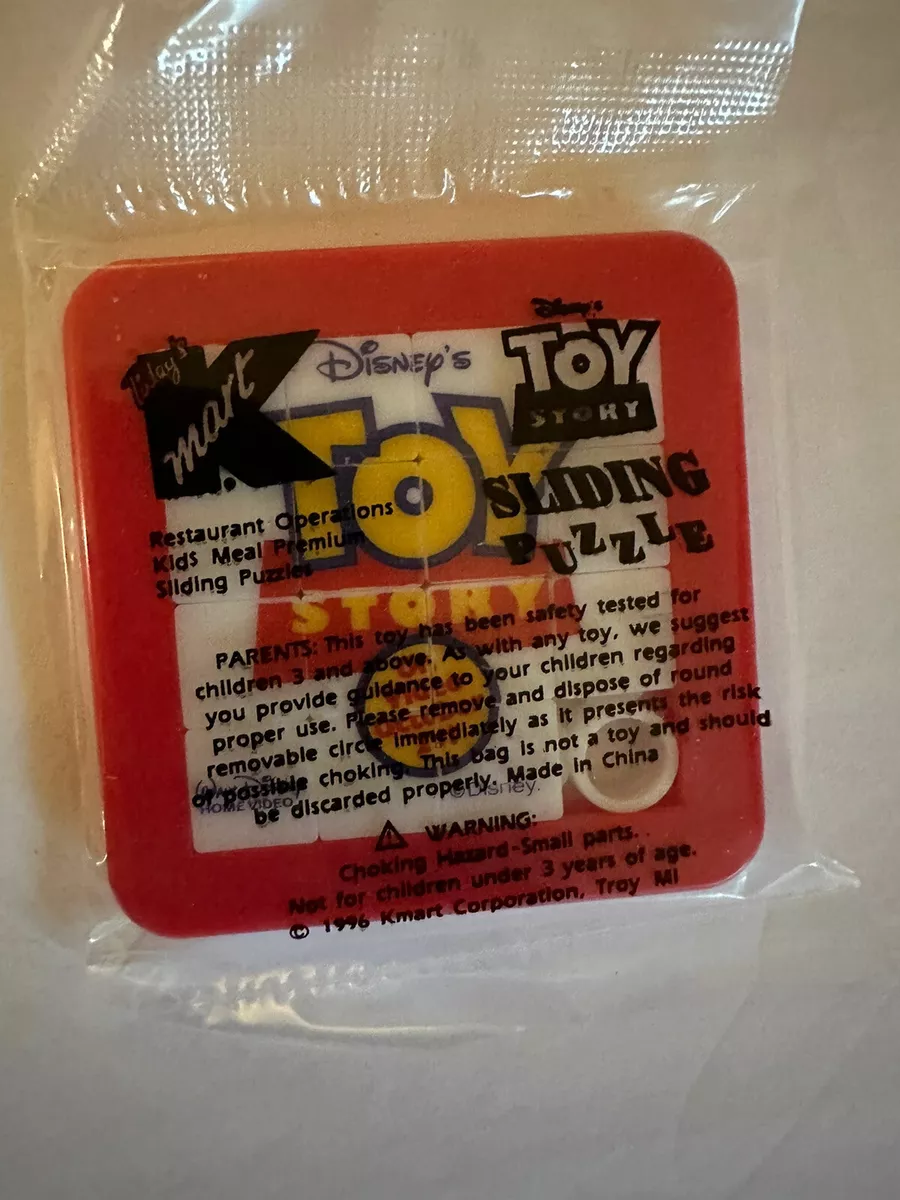 Today's
K
mart
Restaurant Operations
Kids Meal Premium
Sliding Puzzles
Disney's
TOY
STORY
Disney's
TOY
STORY
SLIDING
PUZZLE
PARENTS: This toy has been safety tested for
children 3 and above. As with any toy, we suggest
you provide guidance to your children regarding
proper use. Please remove and dispose of round
removable circle immediately as it presents the risk
of possible choking. This bag is not a toy and should
be discarded properly. Made in China
ON
VIDEO
WALT DISNEY
HOME VIDEO
©Disney.
⚠ WARNING:
Choking Hazard-Small parts.
Not for children under 3 years of age.
© 1996 Kmart Corporation, Troy MI